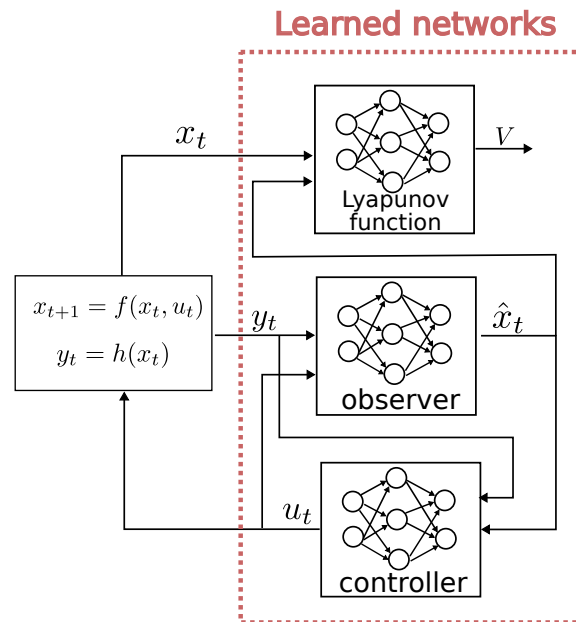 Learned networks
x_t
V
Lyapunov
function
x_{t+1} = f(x_t, u_t)
y_t = h(x_t)
y_t
x̂_t
observer
u_t
controller